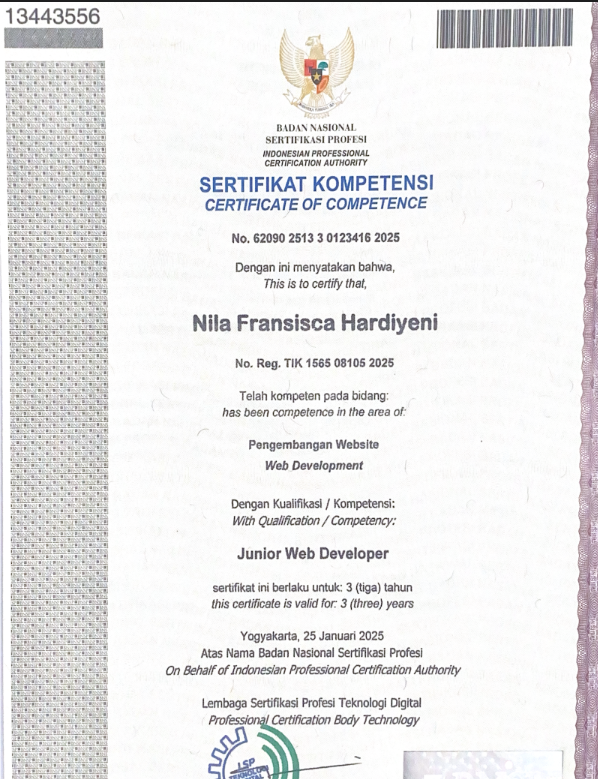 13443556
BADAN NASIONAL
SERTIFIKASI PROFESI
INDONESIAN PROFESSIONAL
CERTIFICATION AUTHORITY
SERTIFIKAT KOMPETENSI
CERTIFICATE OF COMPETENCE
No. 62090 2513 3 0123416 2025
Dengan ini menyatakan bahwa,
This is to certify that,
Nila Fransisca Hardiyeni
No. Reg. TIK 1565 08105 2025
Telah kompeten pada bidang:
has been competence in the area of:
Pengembangan Website
Web Development
Dengan Kualifikasi / Kompetensi:
With Qualification / Competency:
Junior Web Developer
sertifikat ini berlaku untuk: 3 (tiga) tahun
this certificate is valid for: 3 (three) years
Yogyakarta, 25 Januari 2025
Atas Nama Badan Nasional Sertifikasi Profesi
On Behalf of Indonesian Professional Certification Authority
Lembaga Sertifikasi Profesi Teknologi Digital
Professional Certification Body Technology
LSP
TEKNOLOGI
DIGITAL